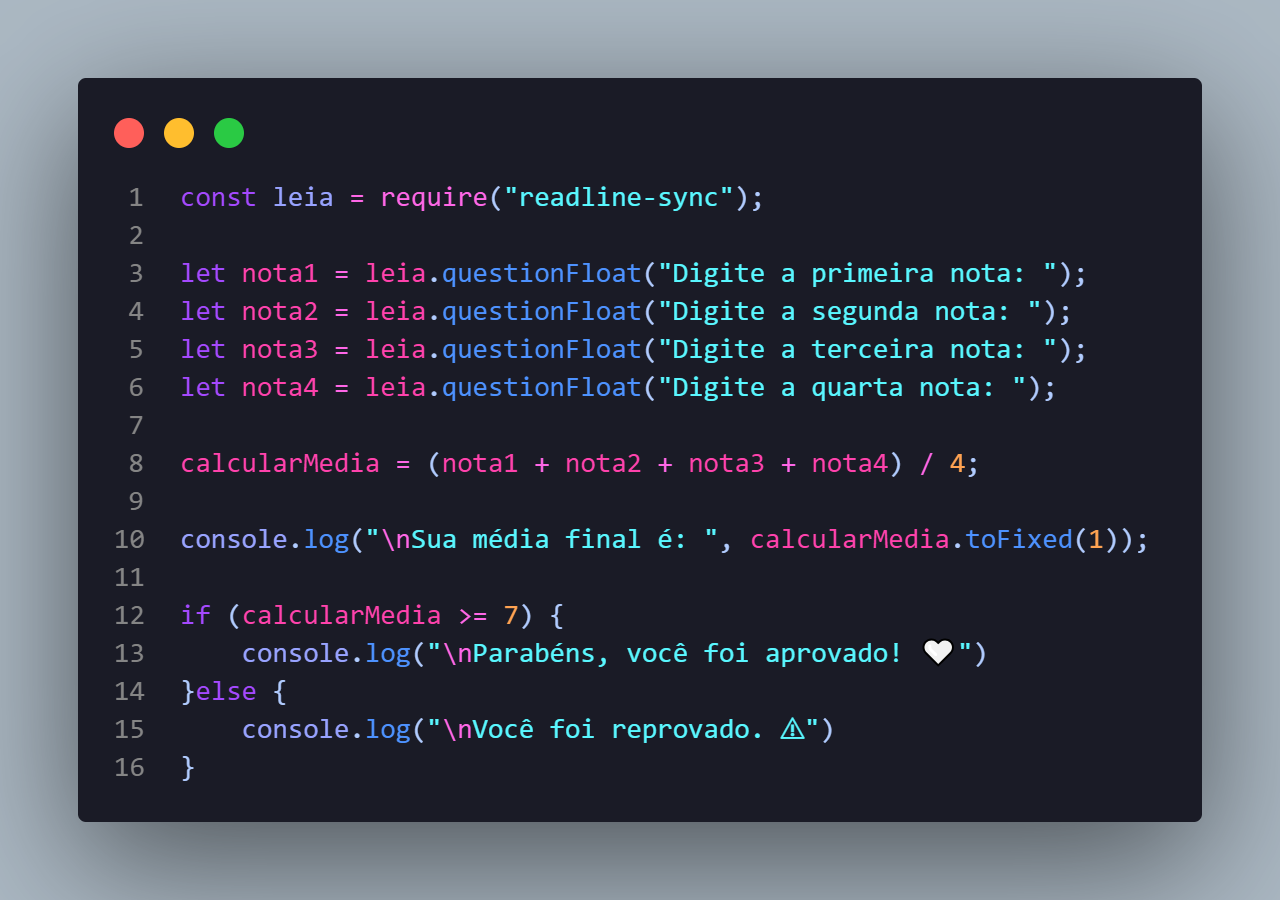 1 const leia = require("readline-sync");
2
3 let nota1 = leia.questionFloat("Digite a primeira nota: ");
4 let nota2 = leia.questionFloat("Digite a segunda nota: ");
5 let nota3 = leia.questionFloat("Digite a terceira nota: ");
6 let nota4 = leia.questionFloat("Digite a quarta nota: ");
7
8 calcularMedia = (nota1 + nota2 + nota3 + nota4) / 4;
9
10 console.log("\nSua média final é: ", calcularMedia.toFixed(1));
11
12 if (calcularMedia >= 7) {
13     console.log("\nParabéns, você foi aprovado! 🤍")
14 }else {
15     console.log("\nVocê foi reprovado. ⚠")
16 }